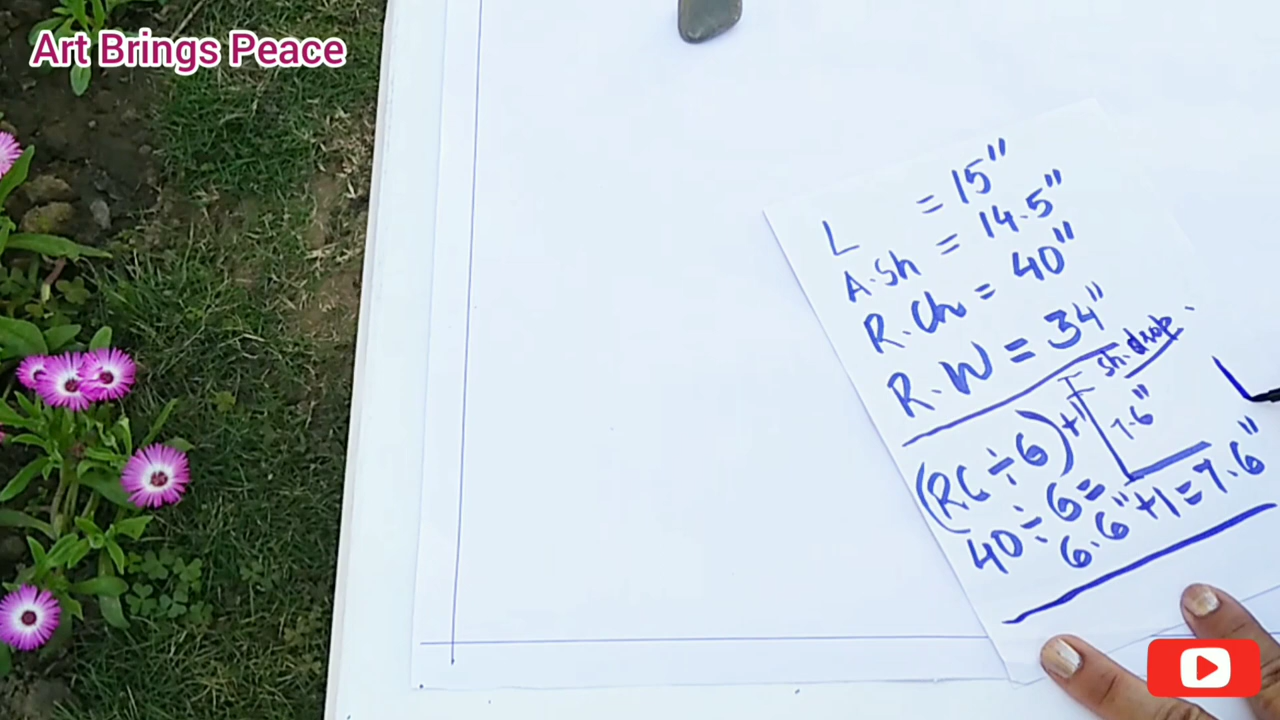 Art Brings Peace
L = 15"
A.Sh = 14.5"
R.Ch = 40"
R.W = 34"
sh. drop.
(RC ÷ 6) + 1
7.6"
40 ÷ 6 =
6.6" + 1 = 7.6"